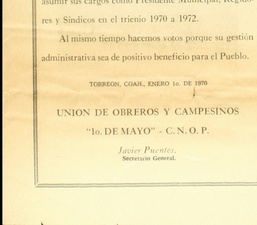 asumir sus cargos como Presidente Municipal, Regido-
res y Síndicos en el trienio 1970 a 1972.
Al mismo tiempo hacemos votos porque su gestión
administrativa sea de positivo beneficio para el Pueblo.
TORREON, COAH., ENERO 1o. DE 1970
UNION DE OBREROS Y CAMPESINOS
"1o. DE MAYO" - C. N. O. P.
Javier Puentes.
Secretario General.